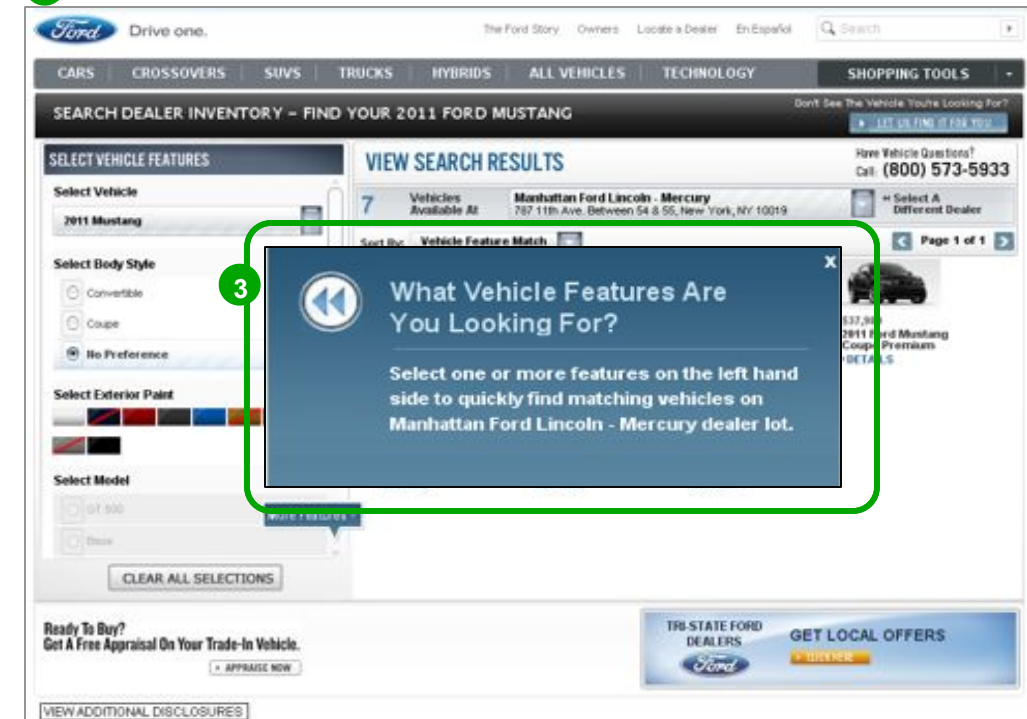 Ford Drive one.
The Ford Story Owners Locate a Dealer En Español Search
CARS CROSSOVERS SUVS TRUCKS HYBRIDS ALL VEHICLES TECHNOLOGY SHOPPING TOOLS
SEARCH DEALER INVENTORY – FIND YOUR 2011 FORD MUSTANG
Don't See The Vehicle You're Looking For?
LET US FIND IT FOR YOU
SELECT VEHICLE FEATURES
Select Vehicle
2011 Mustang
Select Body Style
Convertible
Coupe
No Preference
Select Exterior Paint
Select Model
GT 500
Base
More Features
CLEAR ALL SELECTIONS
VIEW SEARCH RESULTS
Have Vehicle Questions?
Call: (800) 573-5933
7 Vehicles
Available At
Manhattan Ford Lincoln - Mercury
787 11th Ave. Between 54 & 55, New York, NY 10019
Select A
Different Dealer
Sort By: Vehicle Feature Match
Page 1 of 1
3
x
What Vehicle Features Are
You Looking For?
Select one or more features on the left hand
side to quickly find matching vehicles on
Manhattan Ford Lincoln - Mercury dealer lot.
2011 Ford Mustang
Coupe Premium
DETAILS
Ready To Buy?
Get A Free Appraisal On Your Trade-In Vehicle.
APPRAISE NOW
TRI-STATE FORD
DEALERS
Ford
GET LOCAL OFFERS
CLICK HERE
VIEW ADDITIONAL DISCLOSURES